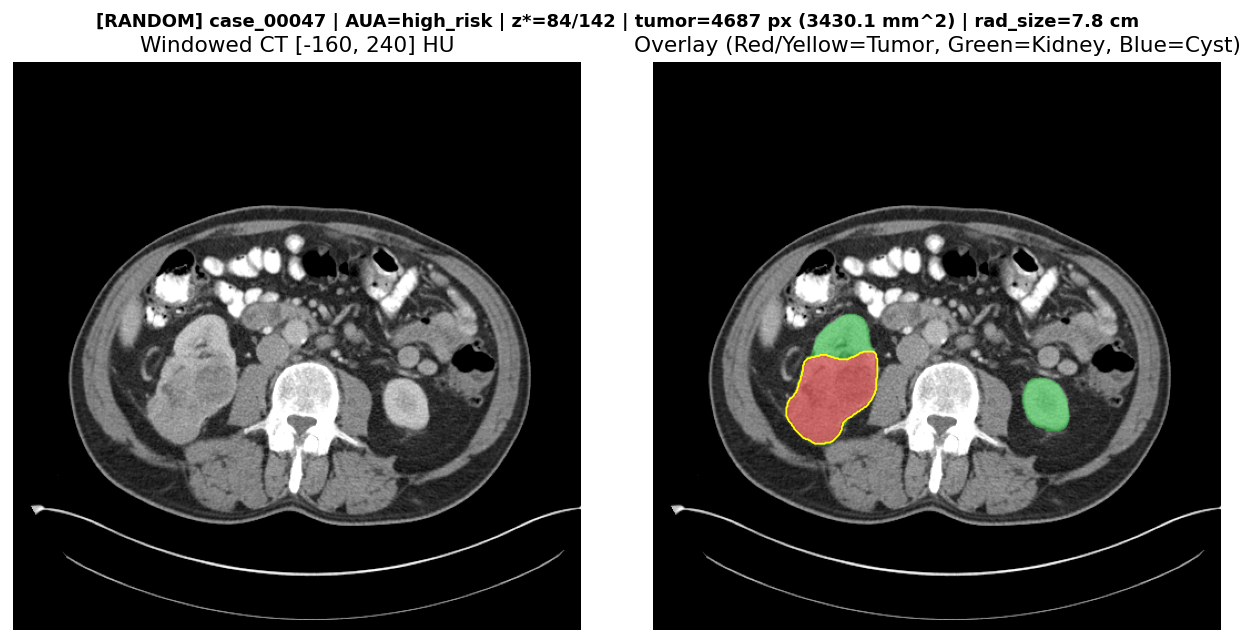 [RANDOM] case_00047 | AUA=high_risk | z*=84/142 | tumor=4687 px (3430.1 mm^2) | rad_size=7.8 cm
Windowed CT [-160, 240] HU
Overlay (Red/Yellow=Tumor, Green=Kidney, Blue=Cyst)